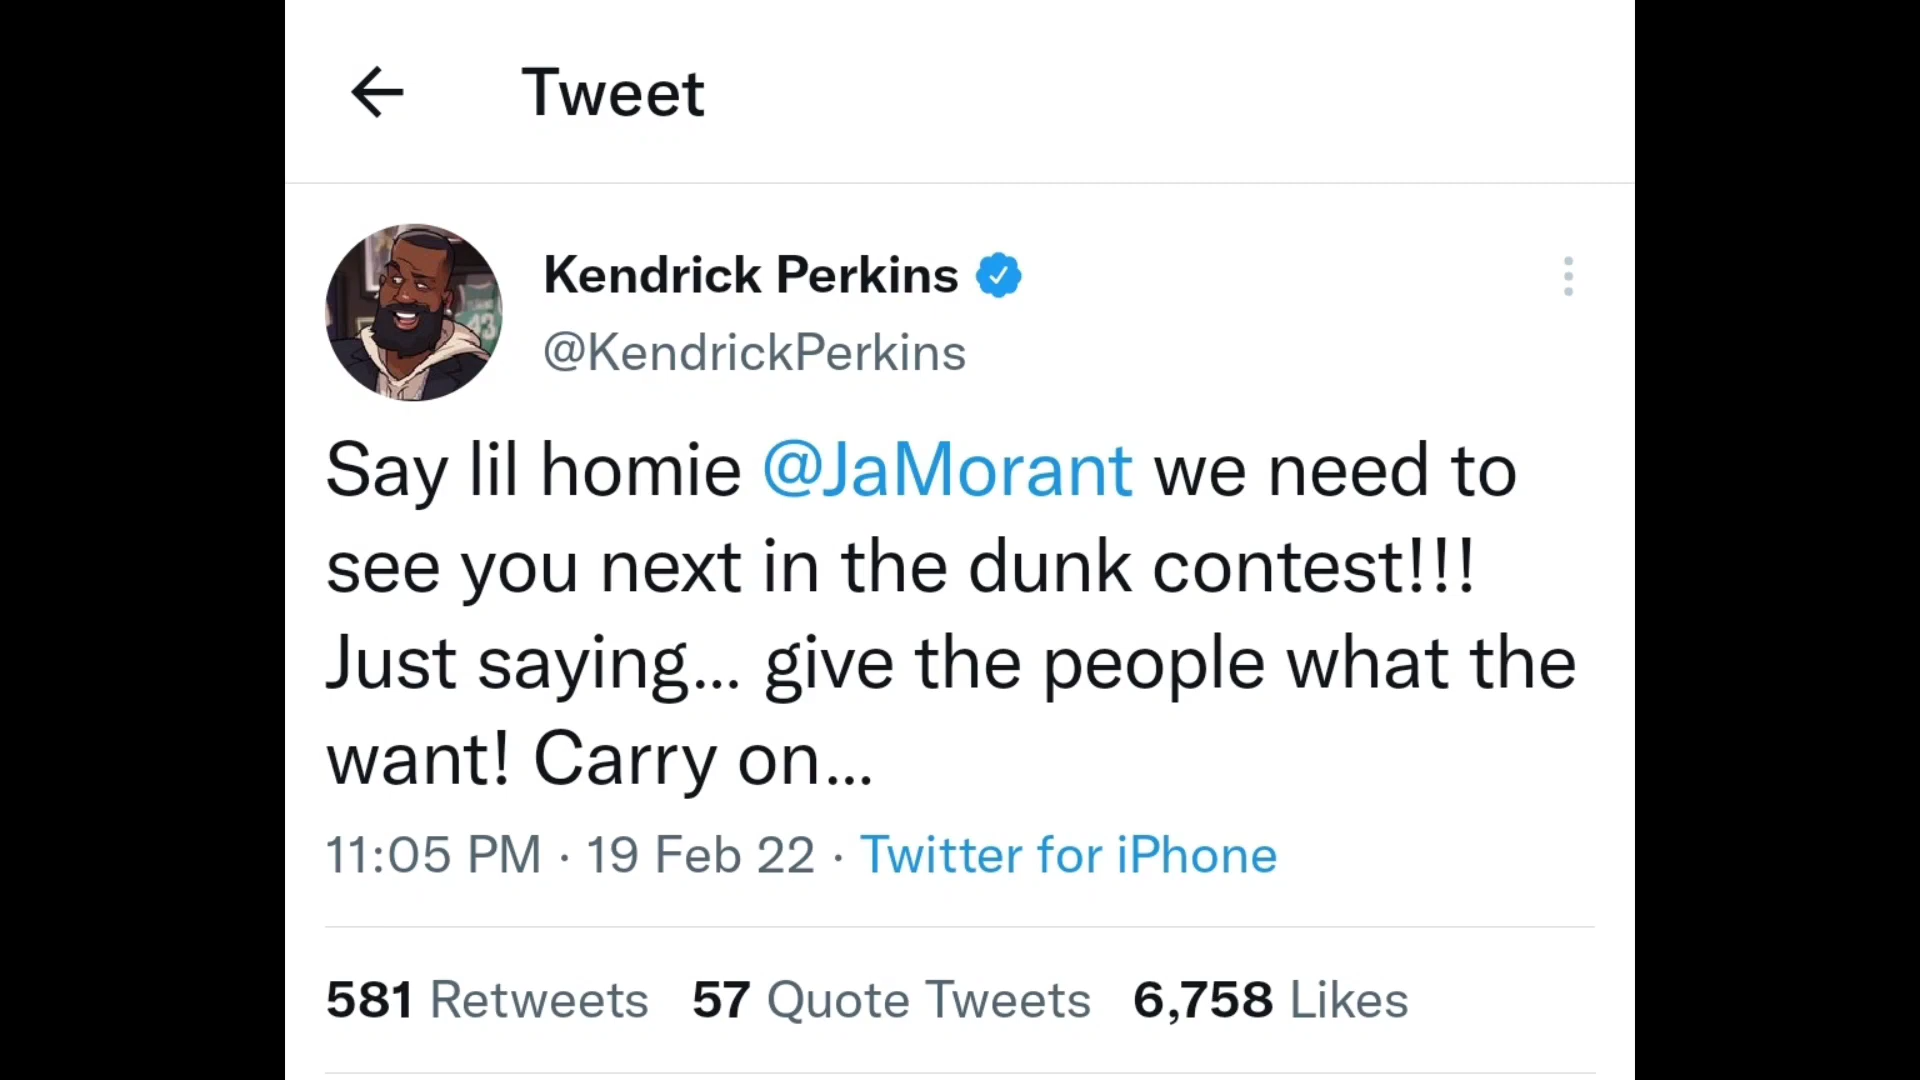 Tweet
Kendrick Perkins
@KendrickPerkins
43
Say lil homie @JaMorant we need to
see you next in the dunk contest!!!
Just saying... give the people what the
want! Carry on...
11:05 PM · 19 Feb 22 · Twitter for iPhone
581 Retweets 57 Quote Tweets 6,758 Likes